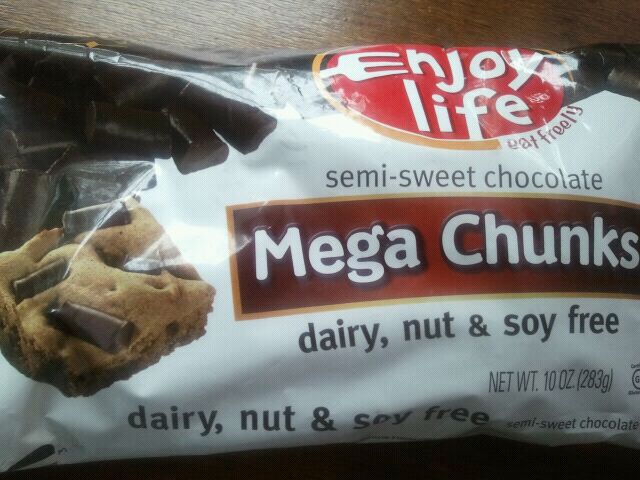 Enjoy
life
eat freely
semi-sweet chocolate
Mega Chunks
dairy, nut & soy free
NET WT. 10 OZ. (283g)
dairy, nut & soy free
semi-sweet chocolate